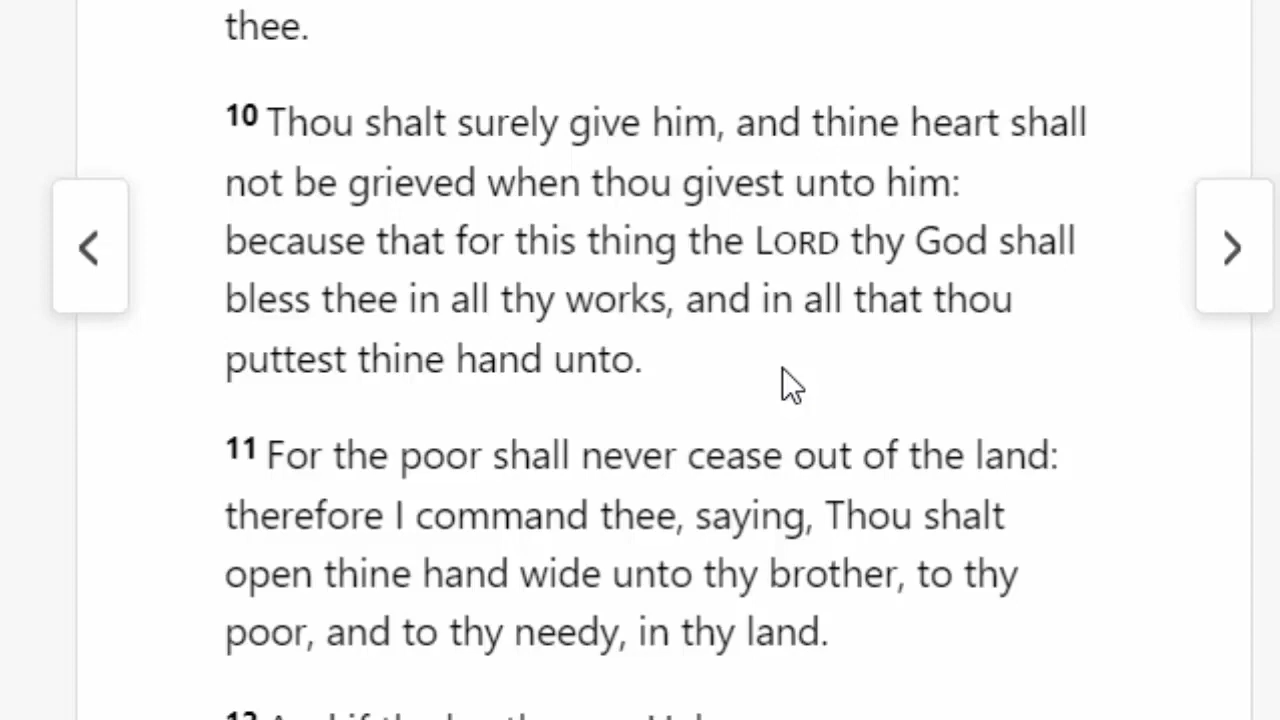 thee.
10 Thou shalt surely give him, and thine heart shall
not be grieved when thou givest unto him:
because that for this thing the LORD thy God shall
bless thee in all thy works, and in all that thou
puttest thine hand unto.
11 For the poor shall never cease out of the land:
therefore I command thee, saying, Thou shalt
open thine hand wide unto thy brother, to thy
poor, and to thy needy, in thy land.